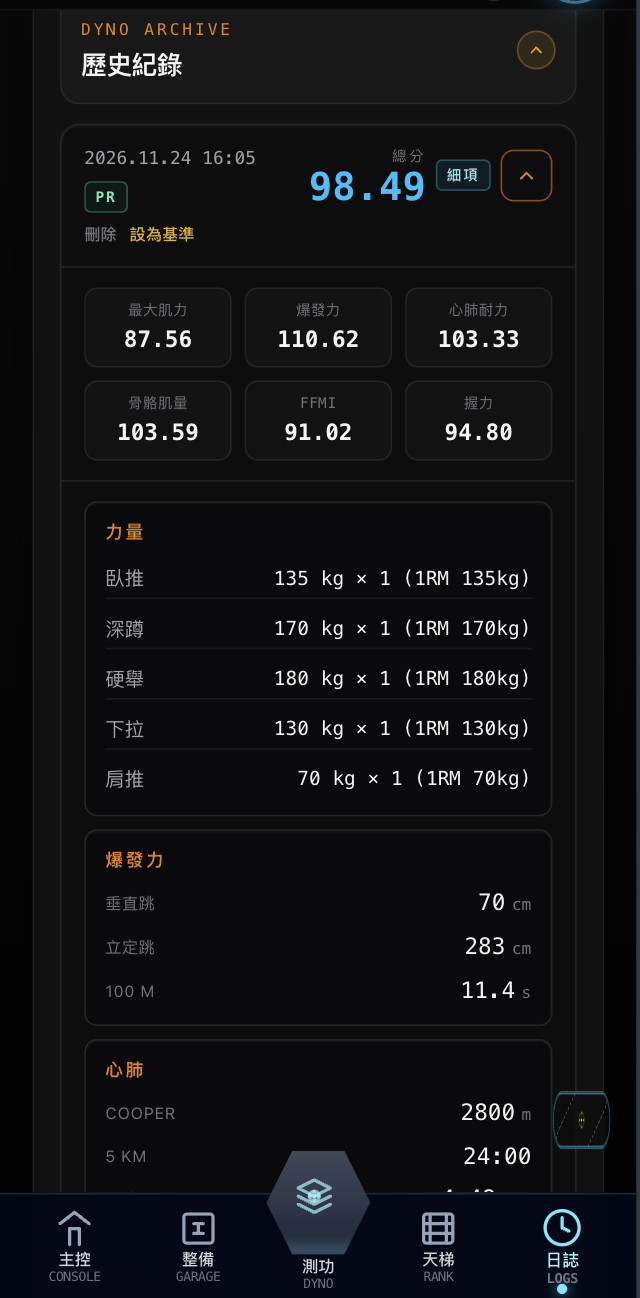 DYNO ARCHIVE
歷史紀錄
2026.11.24 16:05
PR
刪除 設為基準
總分
98.49
細項
最大肌力
87.56
爆發力
110.62
心肺耐力
103.33
骨骼肌量
103.59
FFMI
91.02
握力
94.80
力量
臥推 135 kg × 1 (1RM 135kg)
深蹲 170 kg × 1 (1RM 170kg)
硬舉 180 kg × 1 (1RM 180kg)
下拉 130 kg × 1 (1RM 130kg)
肩推 70 kg × 1 (1RM 70kg)
爆發力
垂直跳 70 cm
立定跳 283 cm
100 M 11.4 s
心肺
COOPER 2800 m
5 KM 24:00
主控
CONSOLE
整備
GARAGE
測功
DYNO
天梯
RANK
日誌
LOGS